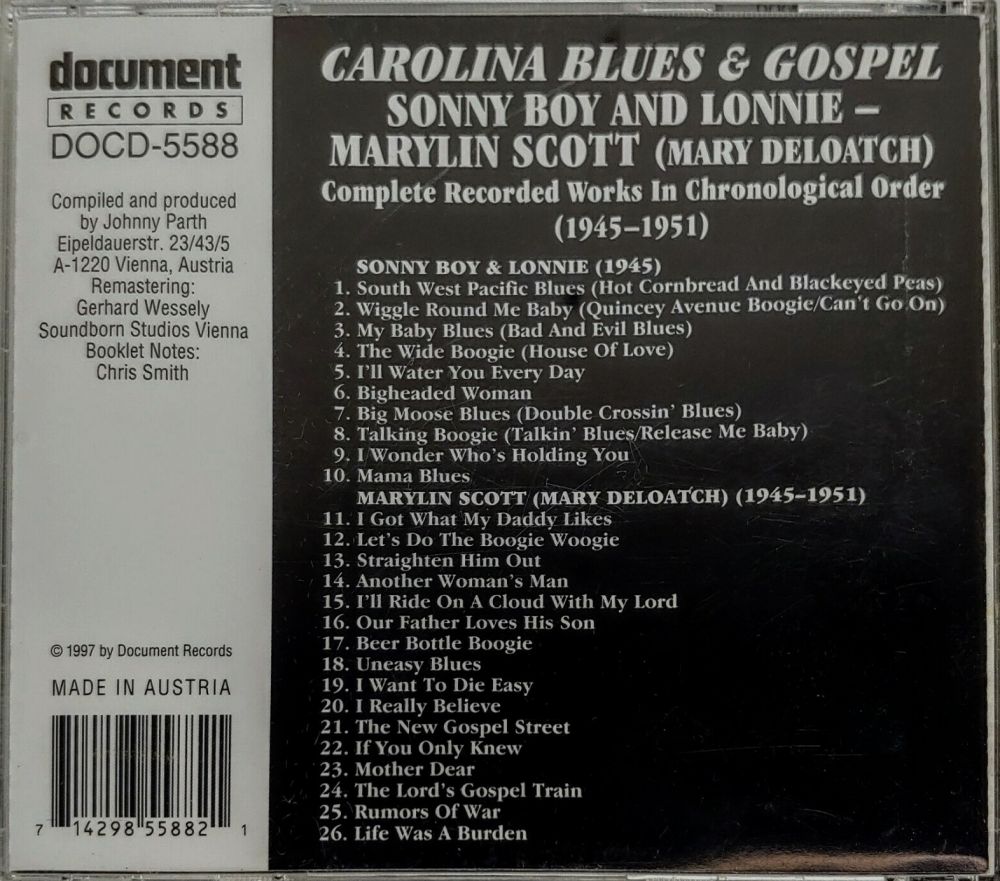 document
RECORDS
DOCD-5588
Compiled and produced
by Johnny Parth
Eipeldauerstr. 23/43/5
A-1220 Vienna, Austria
Remastering:
Gerhard Wessely
Soundborn Studios Vienna
Booklet Notes:
Chris Smith
© 1997 by Document Records
MADE IN AUSTRIA
7 14298 55882 1
CAROLINA BLUES & GOSPEL
SONNY BOY AND LONNIE –
MARYLIN SCOTT (MARY DELOATCH)
Complete Recorded Works In Chronological Order
(1945–1951)
SONNY BOY & LONNIE (1945)
1. South West Pacific Blues (Hot Cornbread And Blackeyed Peas)
2. Wiggle Round Me Baby (Quincey Avenue Boogie/Can't Go On)
3. My Baby Blues (Bad And Evil Blues)
4. The Wide Boogie (House Of Love)
5. I'll Water You Every Day
6. Bigheaded Woman
7. Big Moose Blues (Double Crossin' Blues)
8. Talking Boogie (Talkin' Blues/Release Me Baby)
9. I Wonder Who's Holding You
10. Mama Blues
MARYLIN SCOTT (MARY DELOATCH) (1945–1951)
11. I Got What My Daddy Likes
12. Let's Do The Boogie Woogie
13. Straighten Him Out
14. Another Woman's Man
15. I'll Ride On A Cloud With My Lord
16. Our Father Loves His Son
17. Beer Bottle Boogie
18. Uneasy Blues
19. I Want To Die Easy
20. I Really Believe
21. The New Gospel Street
22. If You Only Knew
23. Mother Dear
24. The Lord's Gospel Train
25. Rumors Of War
26. Life Was A Burden